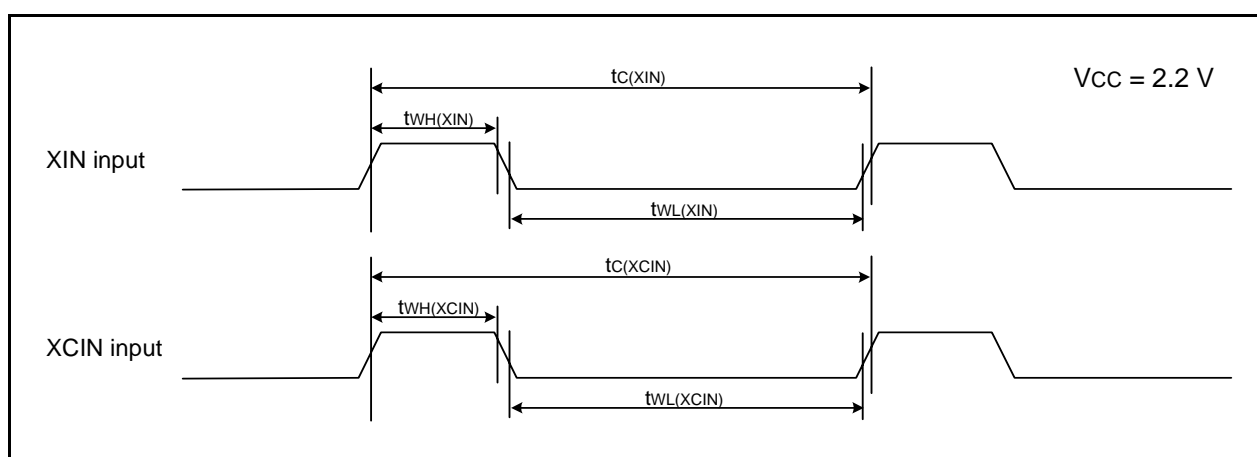 tC(XIN)
VCC = 2.2 V
tWH(XIN)
XIN input
tWL(XIN)
tC(XCIN)
tWH(XCIN)
XCIN input
tWL(XCIN)